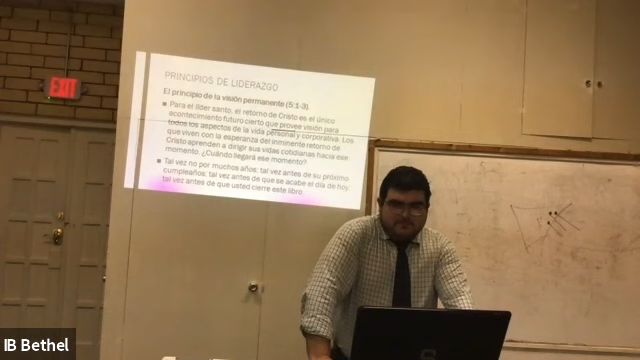 EXIT
PRINCIPIOS DE LIDERAZGO
El principio de la visión permanente (5:1-3)
Para el líder santo, el retorno de Cristo es el único
acontecimiento futuro cierto que provee visión para
todos los aspectos de la vida personal y corporativa. Los
que viven con la esperanza del inminente retorno de
Cristo aprenden a dirigir sus vidas cotidianas hacia ese
momento. ¿Cuándo llegará ese momento?
Tal vez no por muchos años; tal vez antes de su próximo
cumpleaños; tal vez antes de que se acabe el día de hoy;
tal vez antes de que usted cierre este libro.
IB Bethel